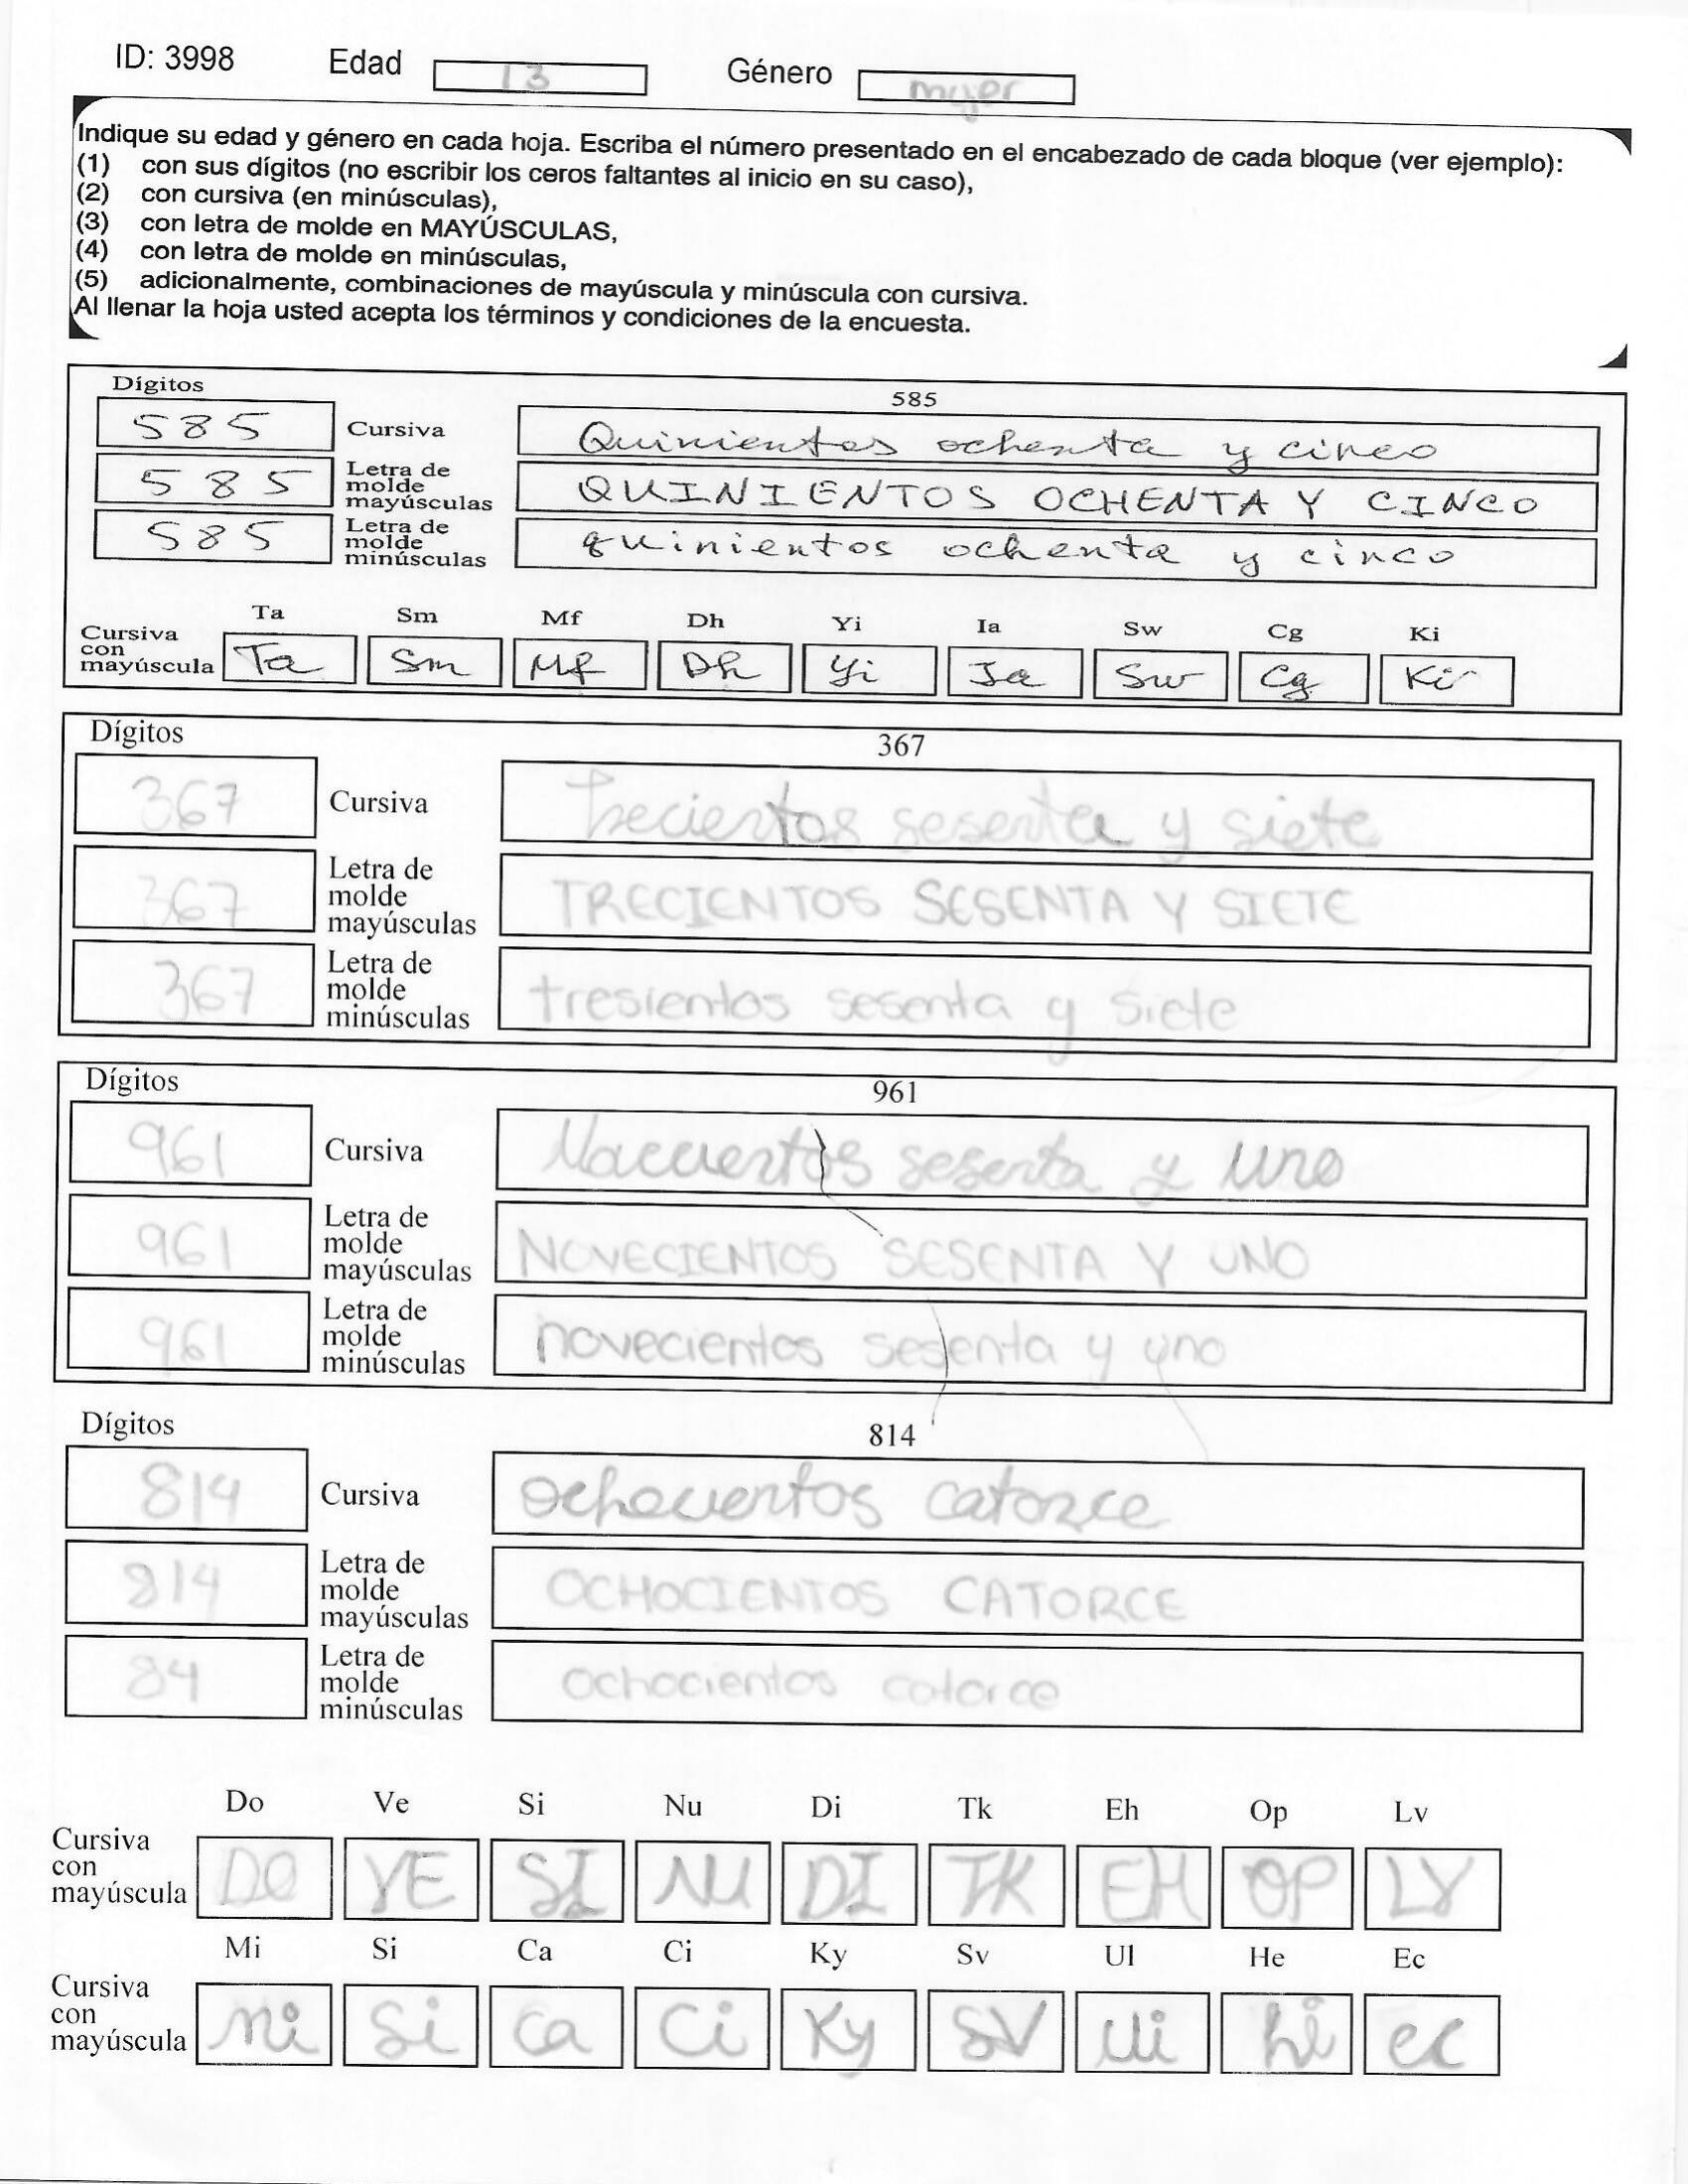 ID: 3998 Edad 13 Género mujer
Indique su edad y género en cada hoja. Escriba el número presentado en el encabezado de cada bloque (ver ejemplo):
(1) con sus dígitos (no escribir los ceros faltantes al inicio en su caso),
(2) con cursiva (en minúsculas),
(3) con letra de molde en MAYÚSCULAS,
(4) con letra de molde en minúsculas,
(5) adicionalmente, combinaciones de mayúscula y minúscula con cursiva.
Al llenar la hoja usted acepta los términos y condiciones de la encuesta.
Dígitos 585
585 Cursiva Quinientos ochenta y cinco
585 Letra de molde mayúsculas QUINIENTOS OCHENTA Y CINCO
585 Letra de molde minúsculas quinientos ochenta y cinco
Ta Sm Mf Dh Yi Ia Sw Cg Ki
Cursiva con mayúscula Ta Sm Mf Dh Yi Ia Sw Cg Ki
Dígitos 367
367 Cursiva Trecientos sesenta y siete
367 Letra de molde mayúsculas TRECIENTOS SESENTA Y SIETE
367 Letra de molde minúsculas tresientos sesenta y siete
Dígitos 961
961 Cursiva sesenta y uno
961 Letra de molde mayúsculas NOVECIENTOS SESENTA Y UNO
961 Letra de molde minúsculas novecientos sesenta y uno
Dígitos 814
814 Cursiva Ochocientos catorce
814 Letra de molde mayúsculas OCHOCIENTOS CATORCE
84 Letra de molde minúsculas ochocientos catorce
Do Ve Si Nu Di Tk Eh Op Lv
Cursiva con mayúscula DO VE SI NU DI TK EH OP LV
Mi Si Ca Ci Ky Sv Ul He Ec
Cursiva con mayúscula mi Si ca Ci Ky SV Ui hi ec